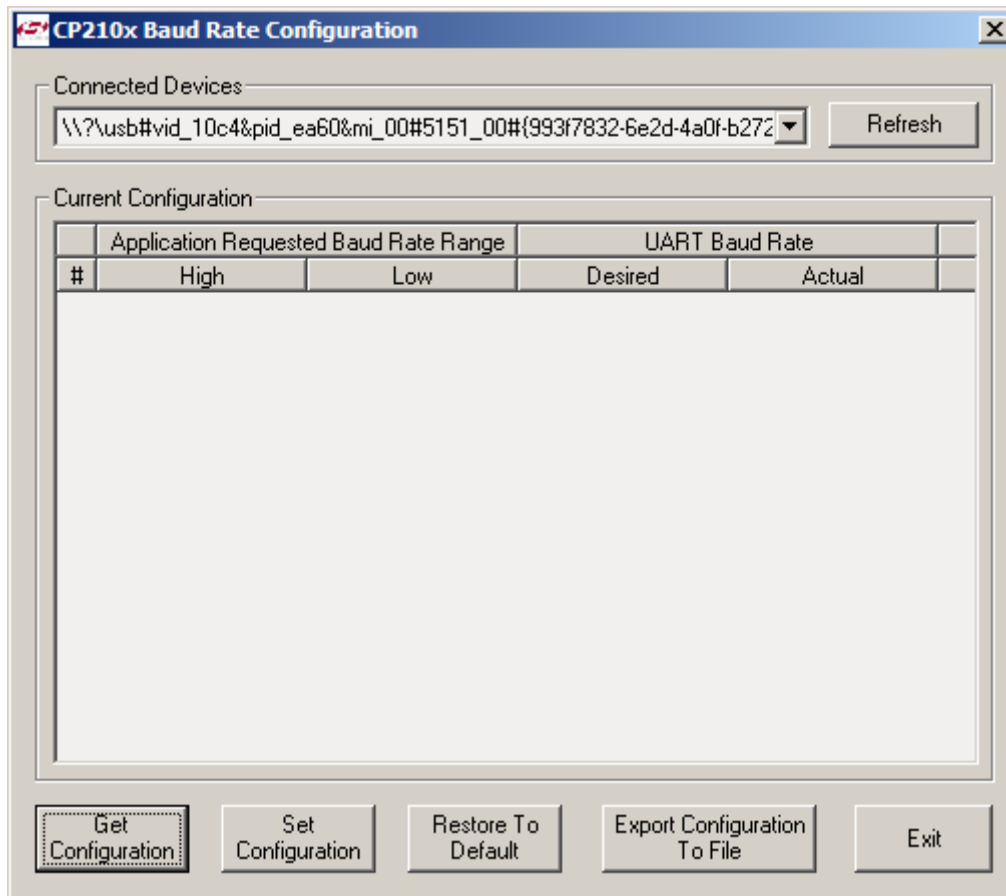 CP210x Baud Rate Configuration
Connected Devices
\\?\usb#vid_10c4&pid_ea60&mi_00#5151_00#{993f7832-6e2d-4a0f-b272
Refresh
Current Configuration
Application Requested Baud Rate Range UART Baud Rate
# High Low Desired Actual
Get Configuration
Set Configuration
Restore To Default
Export Configuration To File
Exit